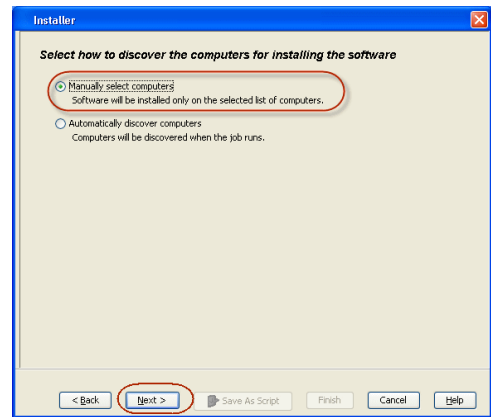 Installer
Select how to discover the computers for installing the software
Manually select computers
Software will be installed only on the selected list of computers.
Automatically discover computers
Computers will be discovered when the job runs.
< Back Next > Save As Script Finish Cancel Help